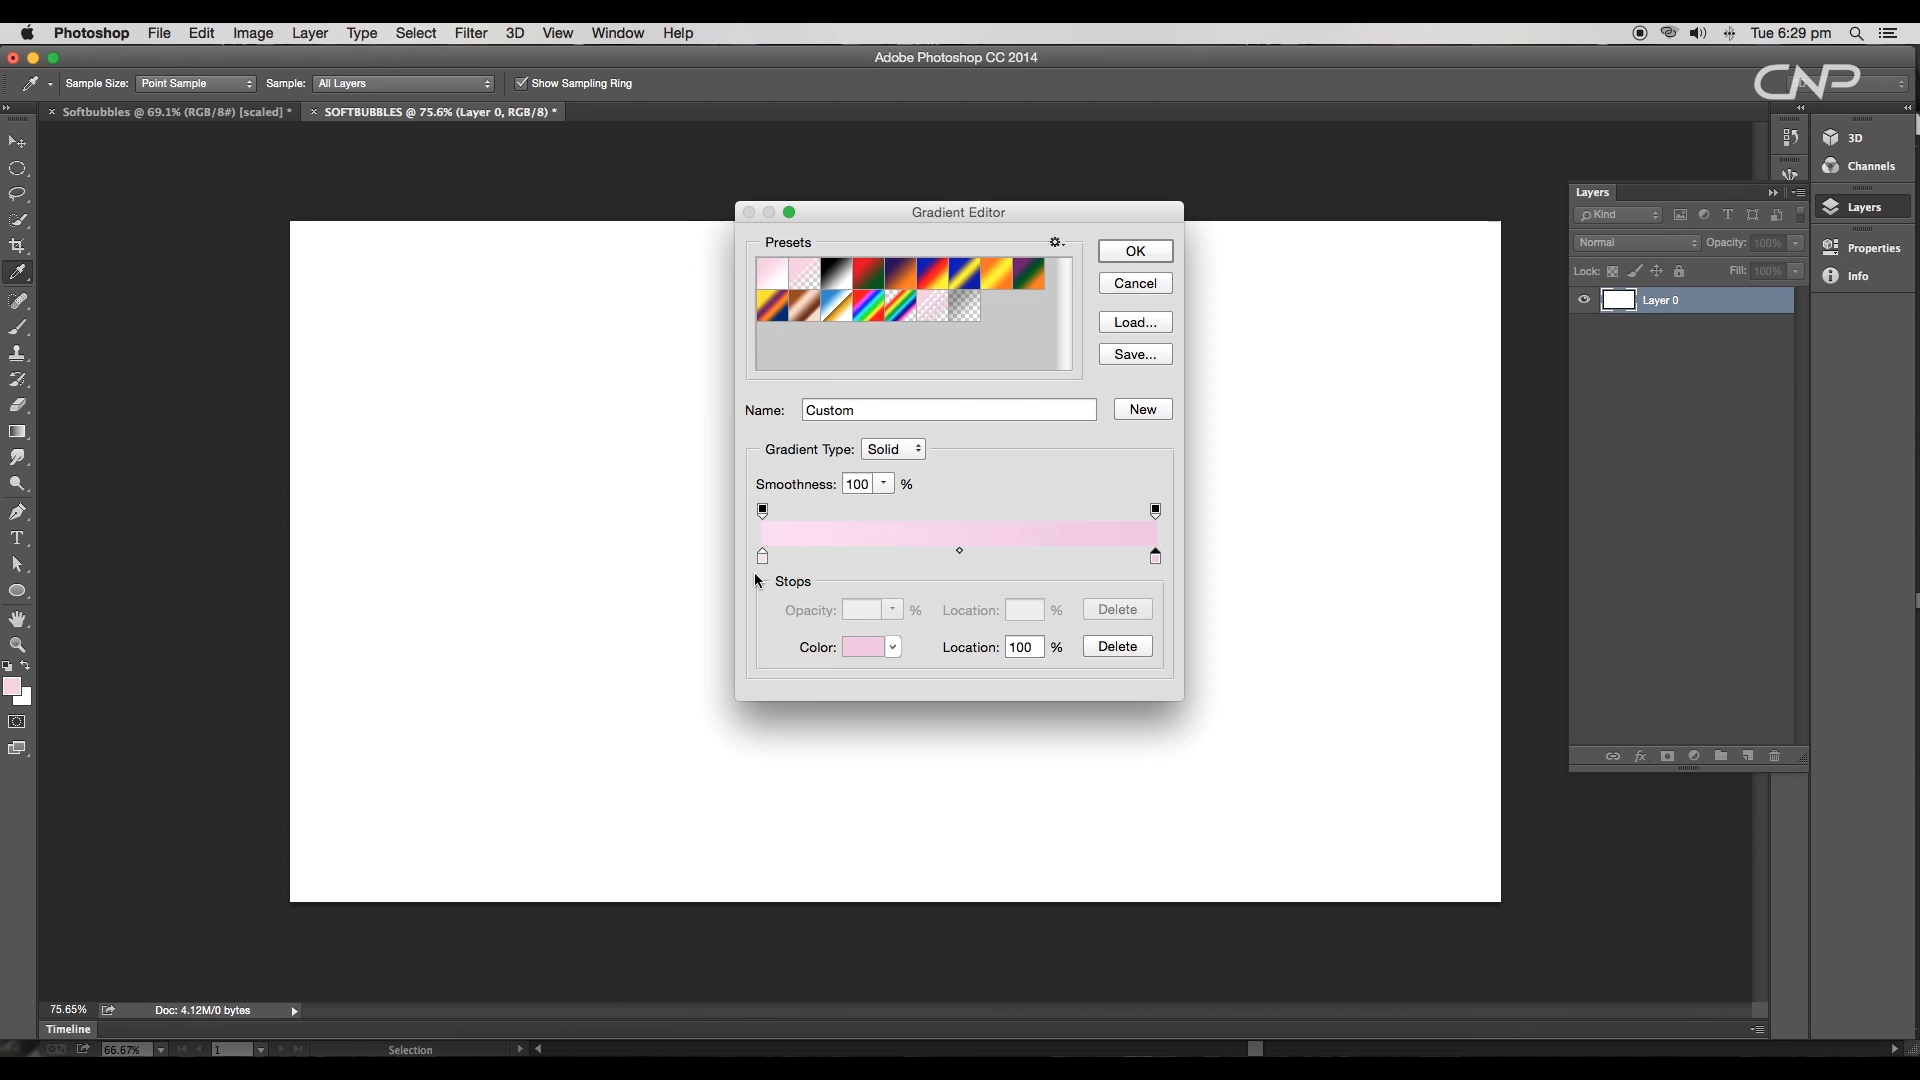 Photoshop File Edit Image Layer Type Select Filter 3D View Window Help Tue 6:29 pm
Adobe Photoshop CC 2014
Sample Size: Point Sample Sample: All Layers Show Sampling Ring
CNP
Softbubbles @ 69.1% (RGB/8#) [scaled] * SOFTBUBBLES @ 75.6% (Layer 0, RGB/8) *
3D
Channels
Layers
Properties
Info
Layers
Kind
Normal Opacity: 100%
Lock: Fill: 100%
Layer 0
fx
Gradient Editor
Presets
OK
Cancel
Load...
Save...
Name: Custom New
Gradient Type: Solid
Smoothness: 100 %
Stops
Opacity: % Location: % Delete
Color: Location: 100 % Delete
T
75.65% Doc: 4.12M/0 bytes
Timeline
66.67% 1 Selection